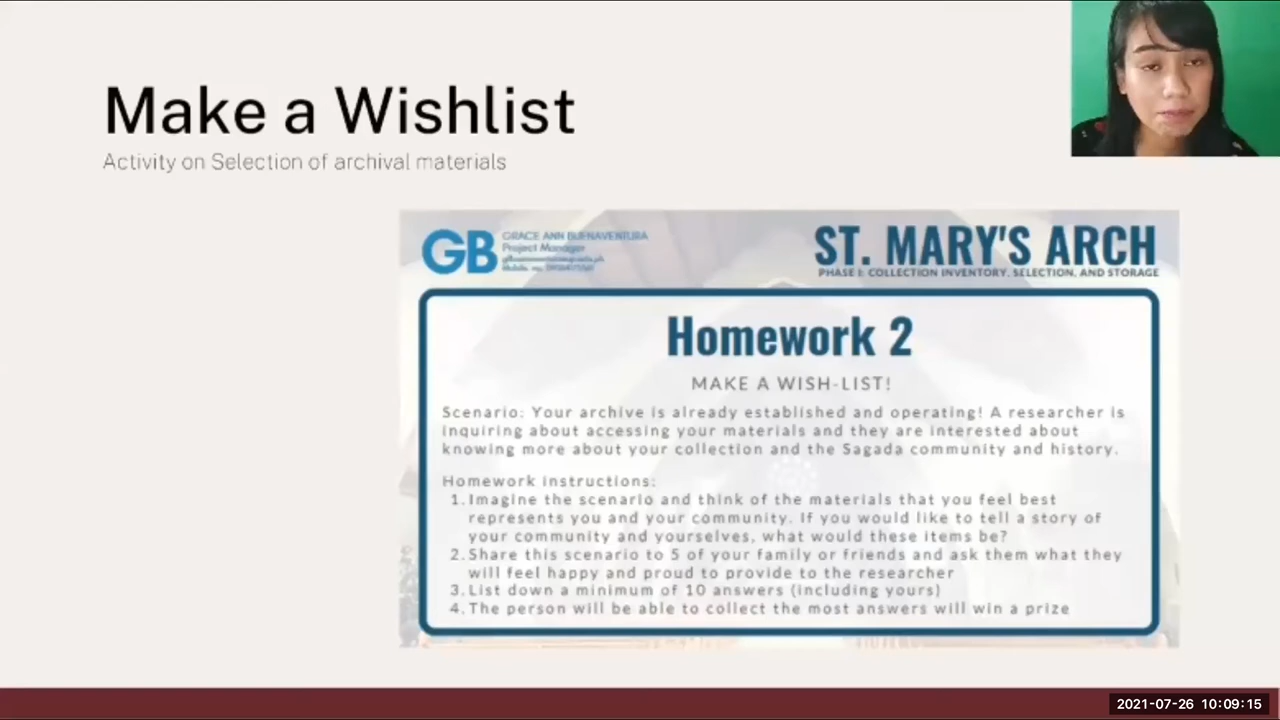 Make a Wishlist
Activity on Selection of archival materials
GB
GRACE ANN BUENAVENTURA
Project Manager
ST. MARY'S ARCH
PHASE I: COLLECTION INVENTORY, SELECTION, AND STORAGE
Homework 2
MAKE A WISH-LIST!
Scenario: Your archive is already established and operating! A researcher is
inquiring about accessing your materials and they are interested about
knowing more about your collection and the Sagada community and history.
Homework instructions:
1. Imagine the scenario and think of the materials that you feel best
represents you and your community. If you would like to tell a story of
your community and yourselves, what would these items be?
2. Share this scenario to 5 of your family or friends and ask them what they
will feel happy and proud to provide to the researcher
3. List down a minimum of 10 answers (including yours)
4. The person will be able to collect the most answers will win a prize
2021-07-26 10:09:15